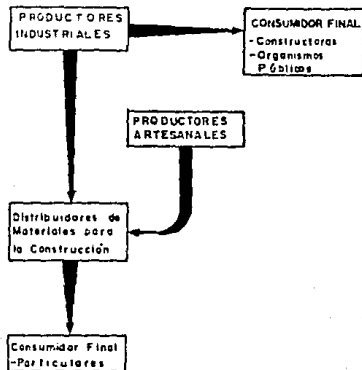 PRODUCTORES
INDUSTRIALES
CONSUMIDOR FINAL
-Constructoras
-Organismos
Públicos
PRODUCTORES
ARTESANALES
Distribuidores de
Materiales para
la Construcción
Consumidor Final
-Particulares